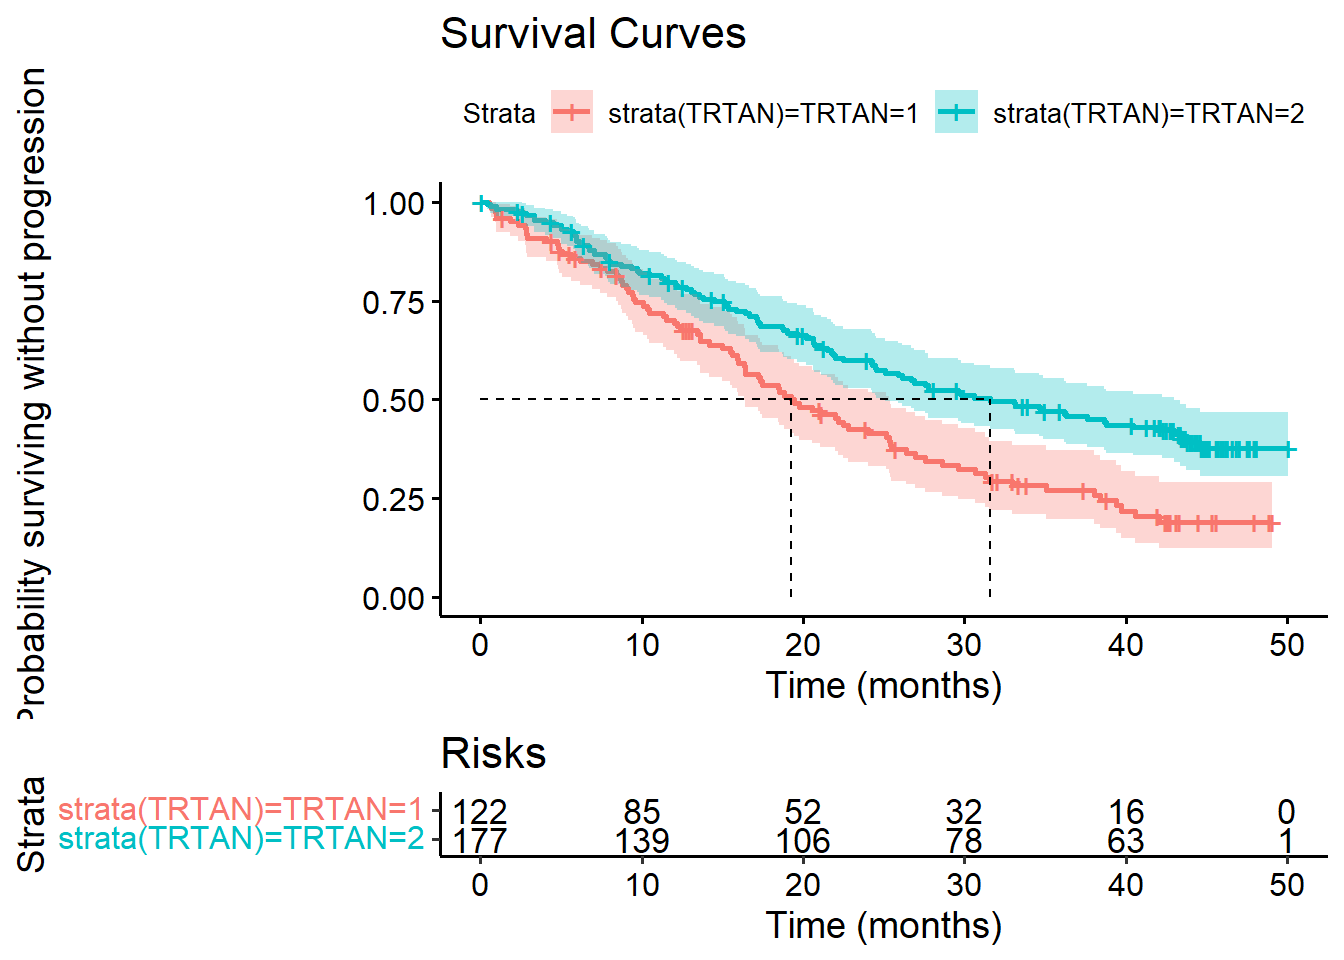 Survival Curves
Strata strata(TRTAN)=TRTAN=1 strata(TRTAN)=TRTAN=2
Probability surviving without progression
1.00
0.75
0.50
0.25
0.00
0 10 20 30 40 50
Time (months)
Risks
Strata
strata(TRTAN)=TRTAN=1 122 85 52 32 16 0
strata(TRTAN)=TRTAN=2 177 139 106 78 63 1
0 10 20 30 40 50
Time (months)